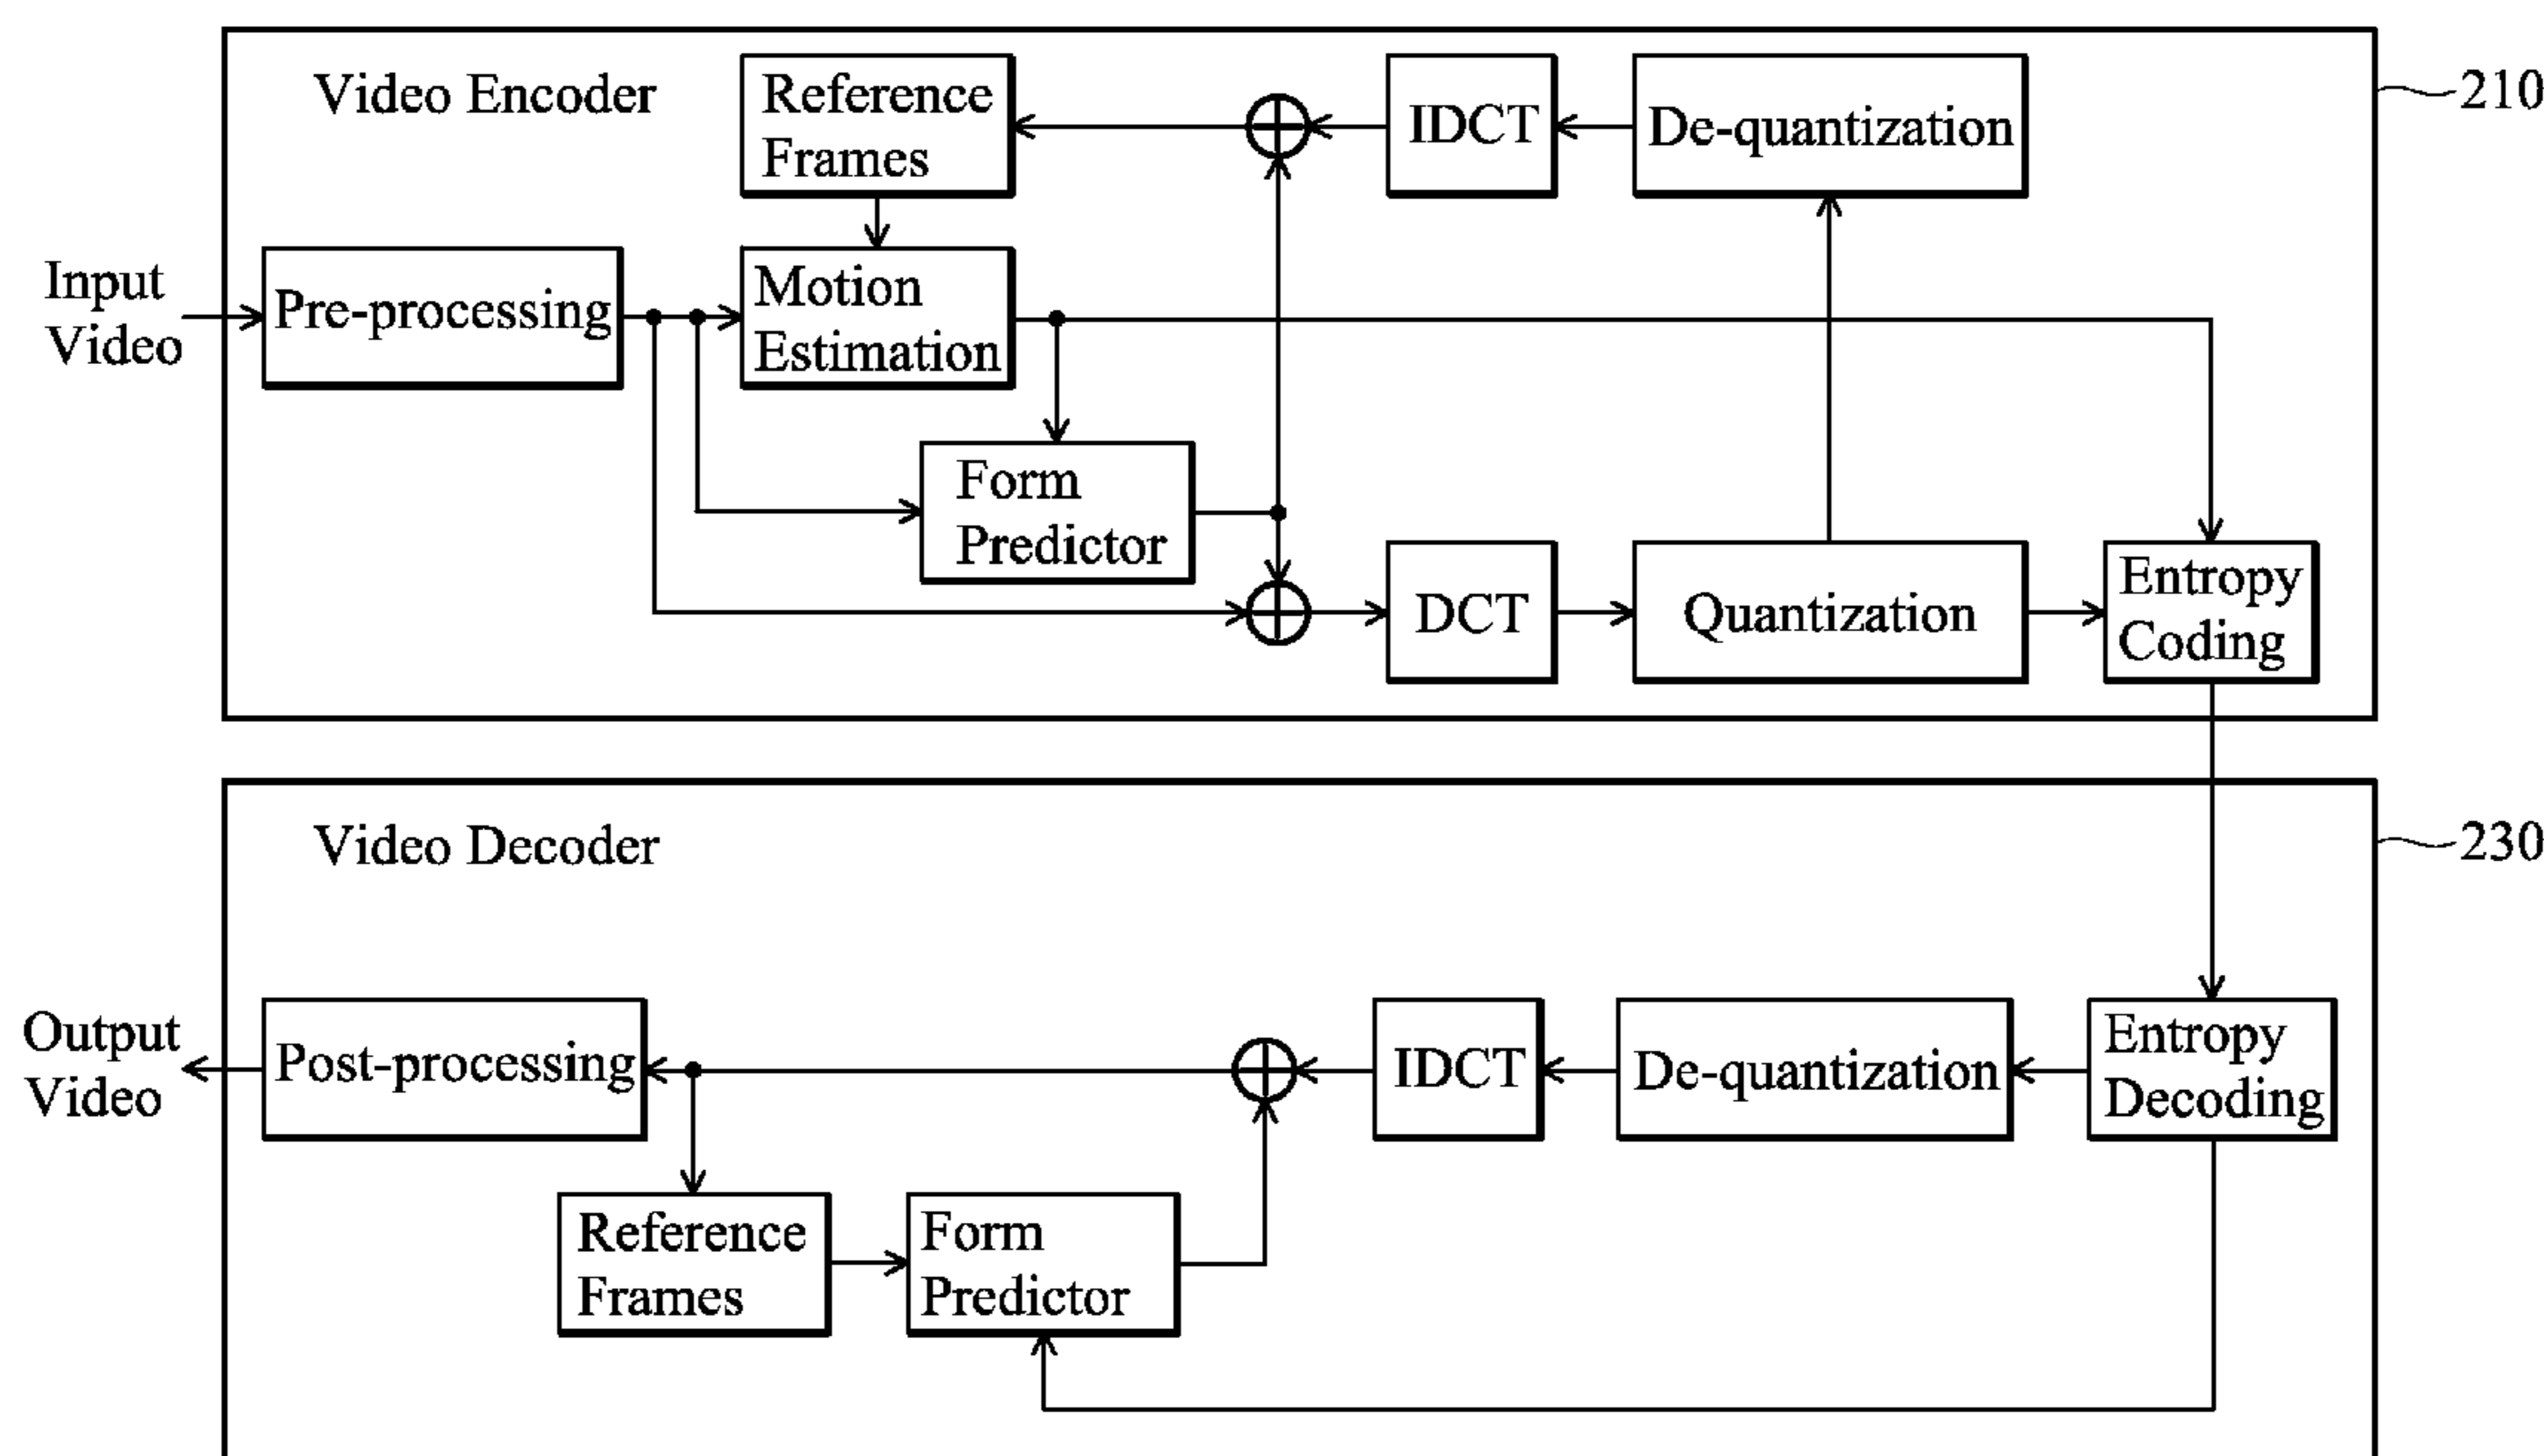 Video Encoder
Reference
Frames
IDCT
De-quantization
210
Input
Video
Pre-processing
Motion
Estimation
Form
Predictor
DCT
Quantization
Entropy
Coding
Video Decoder
230
Output
Video
Post-processing
IDCT
De-quantization
Entropy
Decoding
Reference
Frames
Form
Predictor